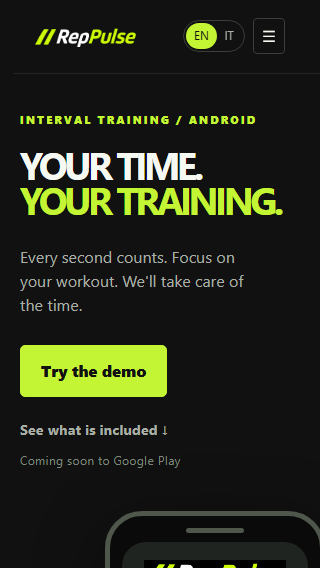 RepPulse
EN IT
INTERVAL TRAINING / ANDROID
YOUR TIME.
YOUR TRAINING.
Every second counts. Focus on
your workout. We'll take care of
the time.
Try the demo
See what is included ↓
Coming soon to Google Play
RepPulse